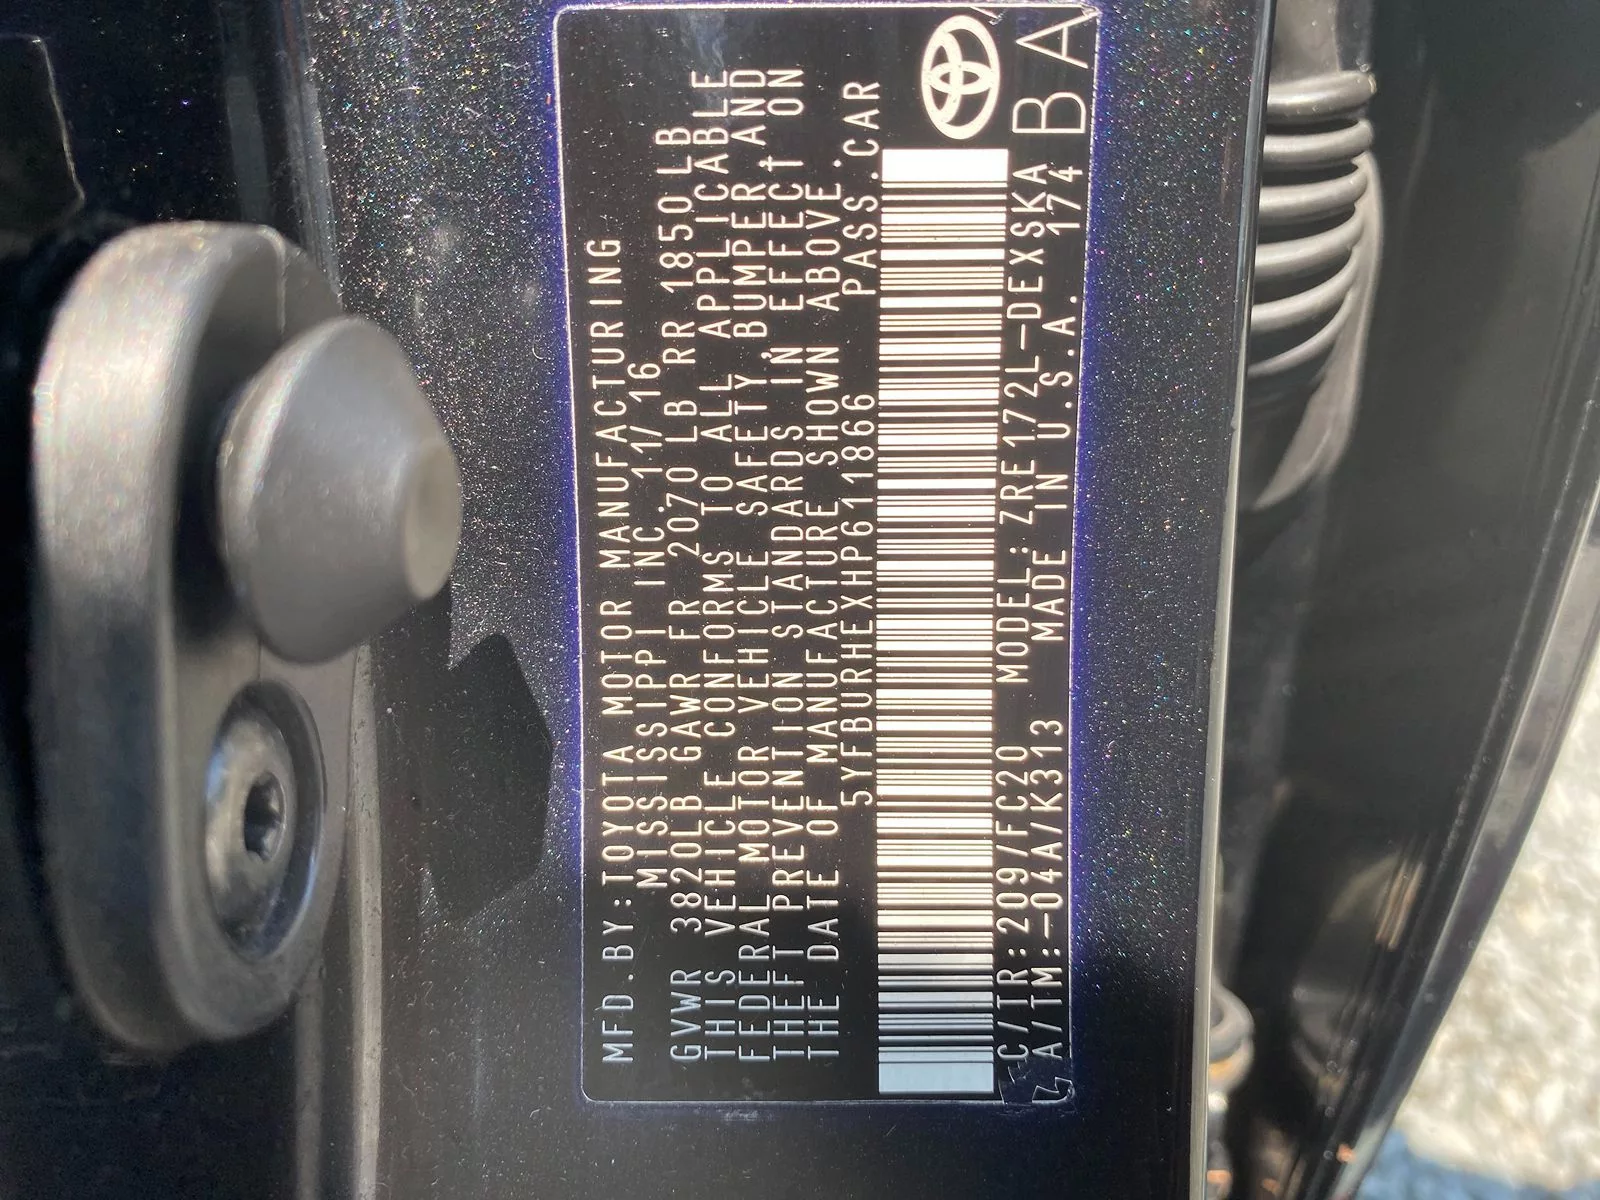 MFD.BY:TOYOTA MOTOR MANUFACTURING
MISSISSIPPI INC. 11/16
GVWR 3820LB GAWR FR 2070 LB RR 1850LB
THIS VEHICLE CONFORMS TO ALL APPLICABLE
FEDERAL MOTOR VEHICLE SAFETY, BUMPER, AND
THEFT PREVENTION STANDARDS IN EFFECT ON
THE DATE OF MANUFACTURE SHOWN ABOVE.
5YFBURHEXHP611866 PASS.CAR
C/TR:209/FC20 MODEL:ZRE172L-DEXSKA
A/TM:-04A/K313 MADE IN U.S.A. 174
BA